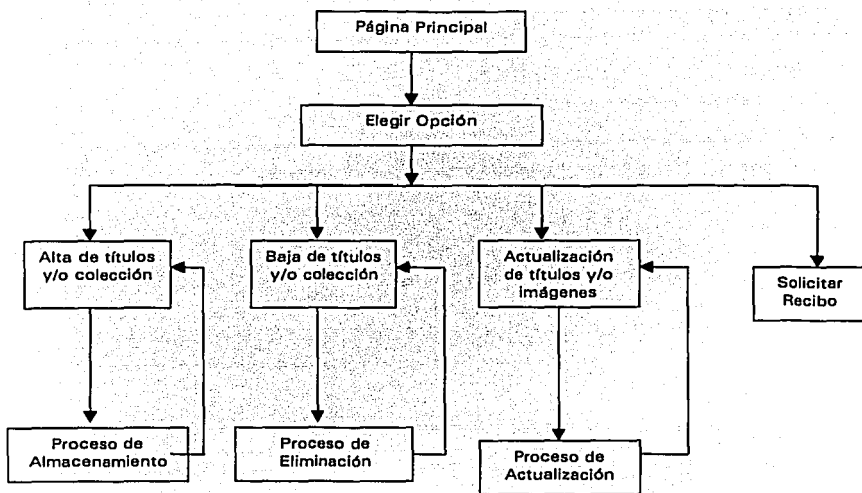 Página Principal
Elegir Opción
Alta de títulos
y/o colección
Baja de títulos
y/o colección
Actualización
de títulos y/o
imágenes
Solicitar
Recibo
Proceso de
Almacenamiento
Proceso de
Eliminación
Proceso de
Actualización